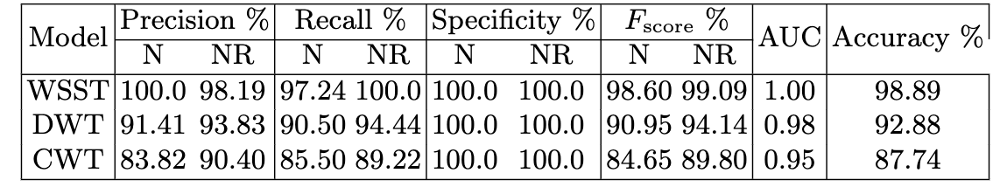 Model Precision % Recall % Specificity % Fscore % AUC Accuracy %
N NR N NR N NR N NR
WSST 100.0 98.19 97.24 100.0 100.0 100.0 98.60 99.09 1.00 98.89
DWT 91.41 93.83 90.50 94.44 100.0 100.0 90.95 94.14 0.98 92.88
CWT 83.82 90.40 85.50 89.22 100.0 100.0 84.65 89.80 0.95 87.74